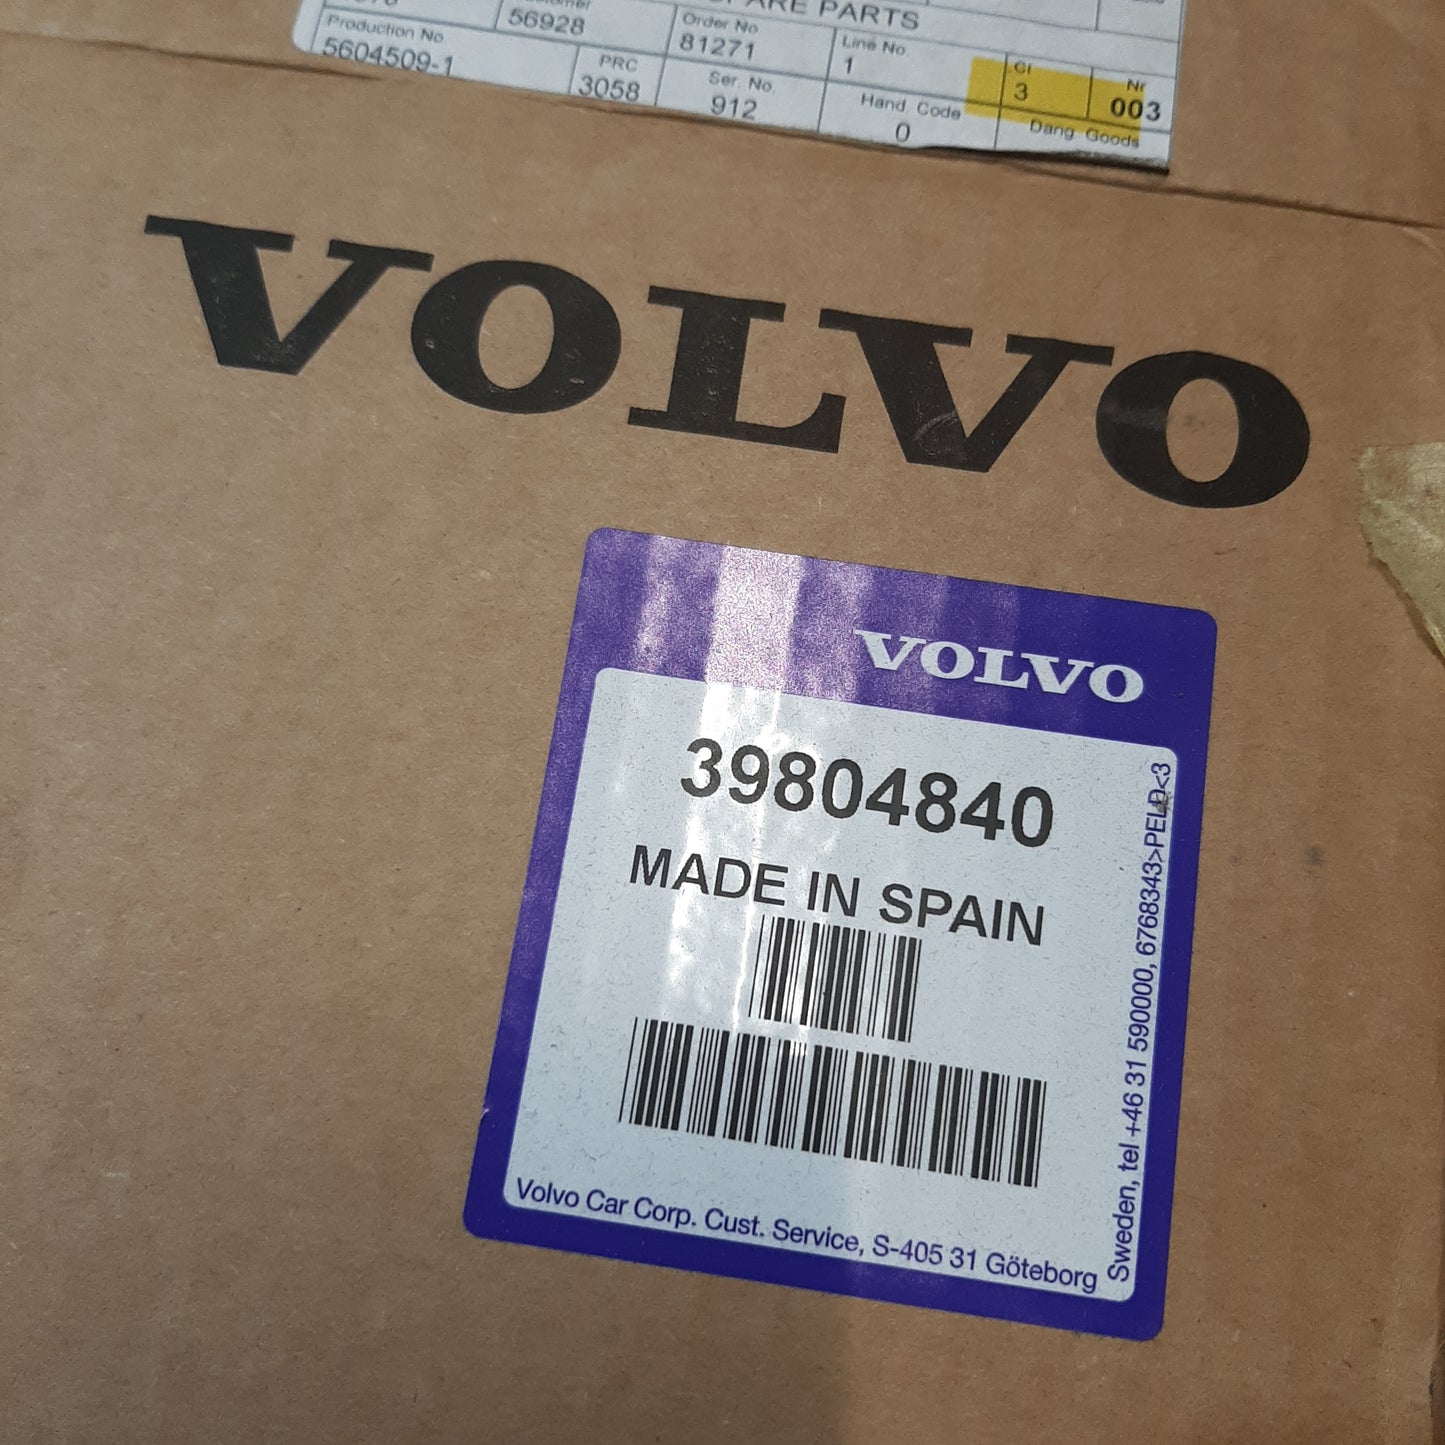 SPARE PARTS
56928
Order No
81271
Line No
1
Cl
3
Nr
003
Production No.
5604509-1
PRC
3058
Ser. No.
912
Hand Code
0
Dang Goods
VOLVO
VOLVO
39804840
MADE IN SPAIN
Volvo Car Corp. Cust. Service, S-405 31 Göteborg
Sweden, tel +46 31 590000, 6768343>PELD<3